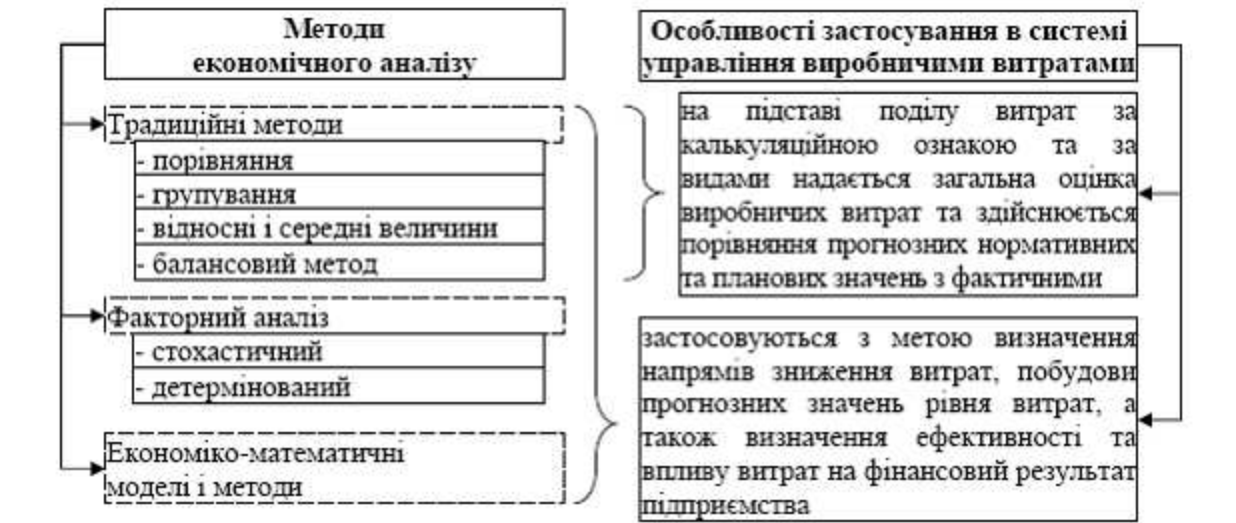 Методи
економічного аналізу
Традиційні методи
- порівняння
- групування
- відносні і середні величини
- балансовий метод
Факторний аналіз
- стохастичний
- детермінований
Економіко-математичні
моделі і методи
Особливості застосування в системі
управління виробничими витратами
на підставі поділу витрат за
калькуляційною ознакою та за
видами надається загальна оцінка
виробничих витрат та здійснюється
порівняння прогнозних нормативних
та планових значень з фактичними
застосовуються з метою визначення
напрямів зниження витрат, побудови
прогнозних значень рівня витрат, а
також визначення ефективності та
впливу витрат на фінансовий результат
підприємства